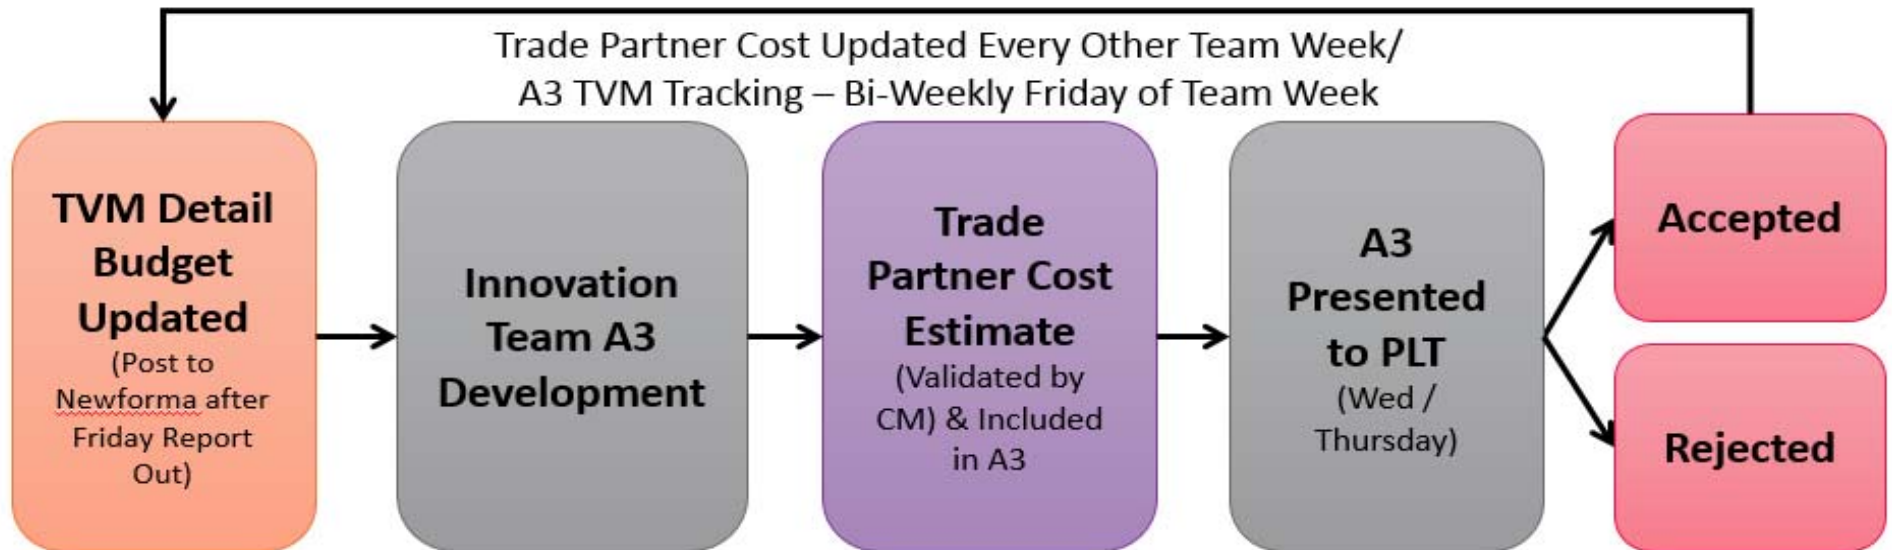 Trade Partner Cost Updated Every Other Team Week/
A3 TVM Tracking – Bi-Weekly Friday of Team Week
TVM Detail
Budget
Updated
(Post to
Newforma after
Friday Report
Out)
Innovation
Team A3
Development
Trade
Partner Cost
Estimate
(Validated by
CM) & Included
in A3
A3
Presented
to PLT
(Wed /
Thursday)
Accepted
Rejected